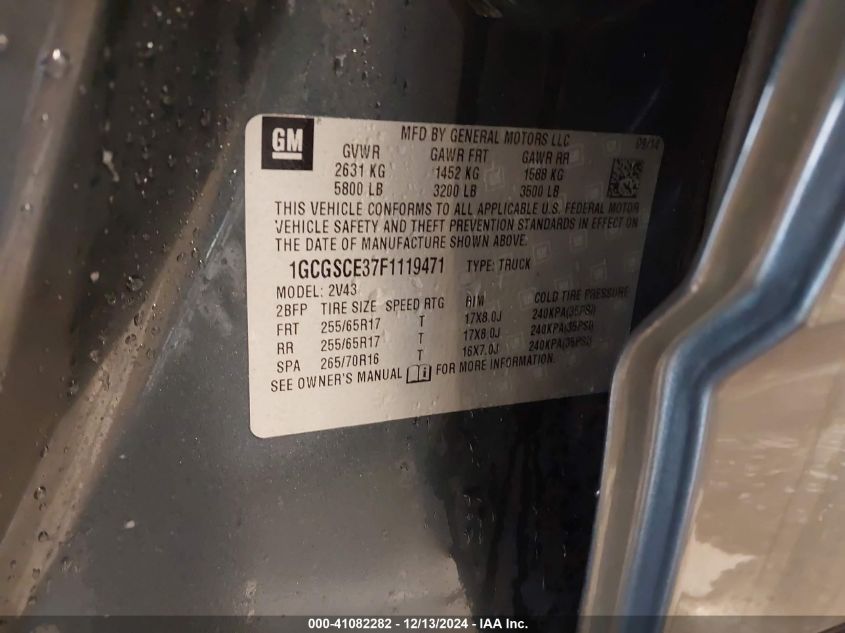 GM
MFD BY GENERAL MOTORS LLC 09/14
GVWR GAWR FRT GAWR RR
2631 KG 1452 KG 1588 KG
5800 LB 3200 LB 3500 LB
THIS VEHICLE CONFORMS TO ALL APPLICABLE U.S. FEDERAL MOTOR
VEHICLE SAFETY AND THEFT PREVENTION STANDARDS IN EFFECT ON
THE DATE OF MANUFACTURE SHOWN ABOVE.
1GCGSCE37F1119471 TYPE: TRUCK
MODEL: 2V43
2BFP TIRE SIZE SPEED RTG RIM COLD TIRE PRESSURE
FRT 255/65R17 T 17X8.0J 240KPA(35PSI)
RR 255/65R17 T 17X8.0J 240KPA(35PSI)
SPA 265/70R16 T 16X7.0J 240KPA(35PSI)
SEE OWNER'S MANUAL FOR MORE INFORMATION.
000-41082282 - 12/13/2024 - IAA Inc.